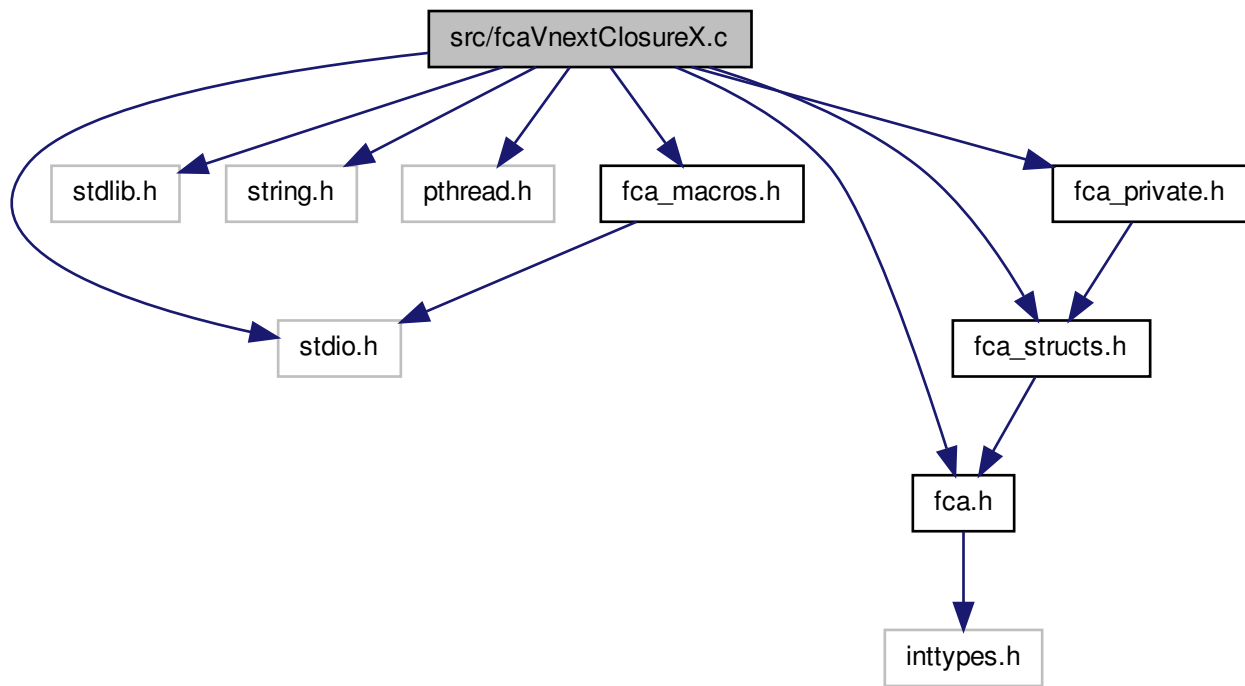 src/fcaVnextClosureX.c
stdlib.h
string.h
pthread.h
fca_macros.h
fca_private.h
stdio.h
fca_structs.h
fca.h
inttypes.h